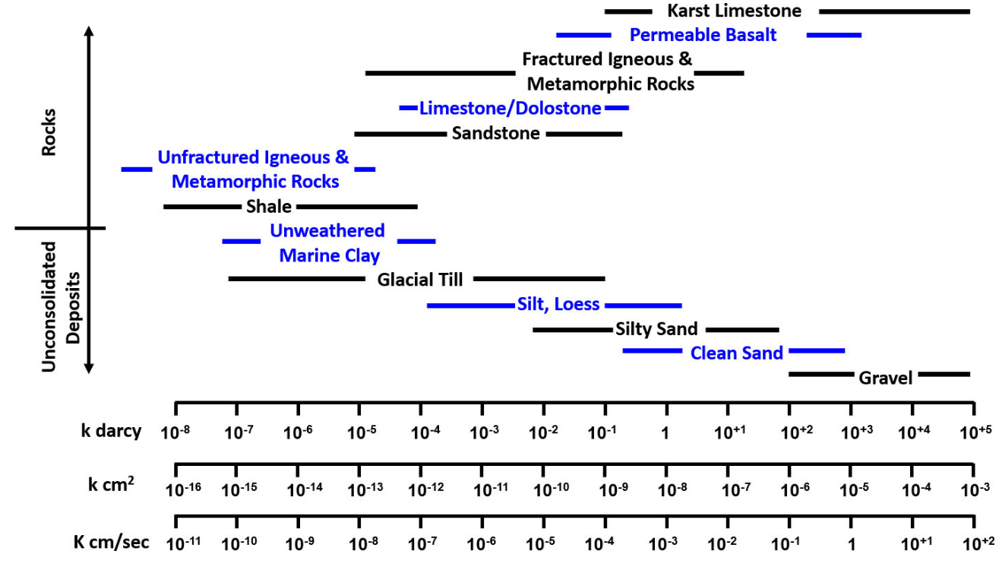 Karst Limestone
Permeable Basalt
Fractured Igneous &
Metamorphic Rocks
Limestone/Dolostone
Sandstone
Rocks
Unfractured Igneous &
Metamorphic Rocks
Shale
Unweathered
Marine Clay
Unconsolidated
Deposits
Glacial Till
Silt, Loess
Silty Sand
Clean Sand
Gravel
k darcy 10-8 10-7 10-6 10-5 10-4 10-3 10-2 10-1 1 10+1 10+2 10+3 10+4 10+5
k cm2 10-16 10-15 10-14 10-13 10-12 10-11 10-10 10-9 10-8 10-7 10-6 10-5 10-4 10-3
K cm/sec 10-11 10-10 10-9 10-8 10-7 10-6 10-5 10-4 10-3 10-2 10-1 1 10+1 10+2